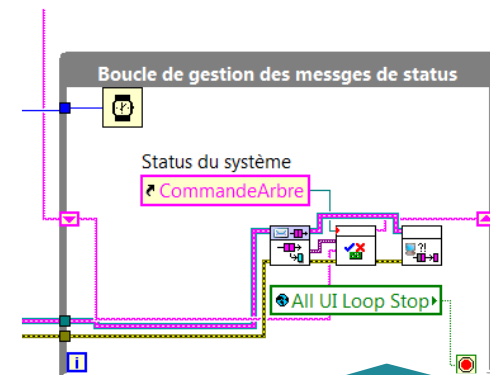 Boucle de gestion des messges de status
Status du système
CommandeArbre
?!
All UI Loop Stop
i